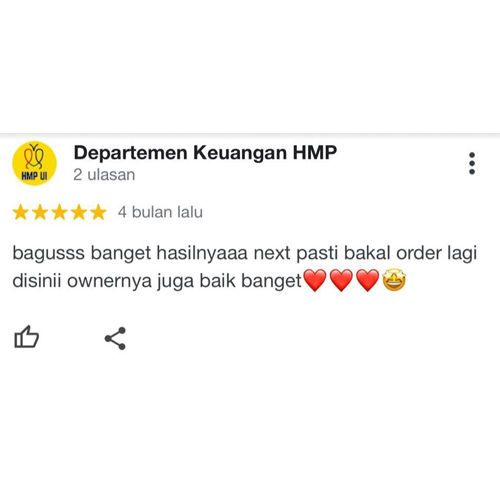 HMP UI
Departemen Keuangan HMP
2 ulasan
4 bulan lalu
bagusss banget hasilnyaaa next pasti bakal order lagi
disinii ownernya juga baik banget❤️❤️❤️🤩